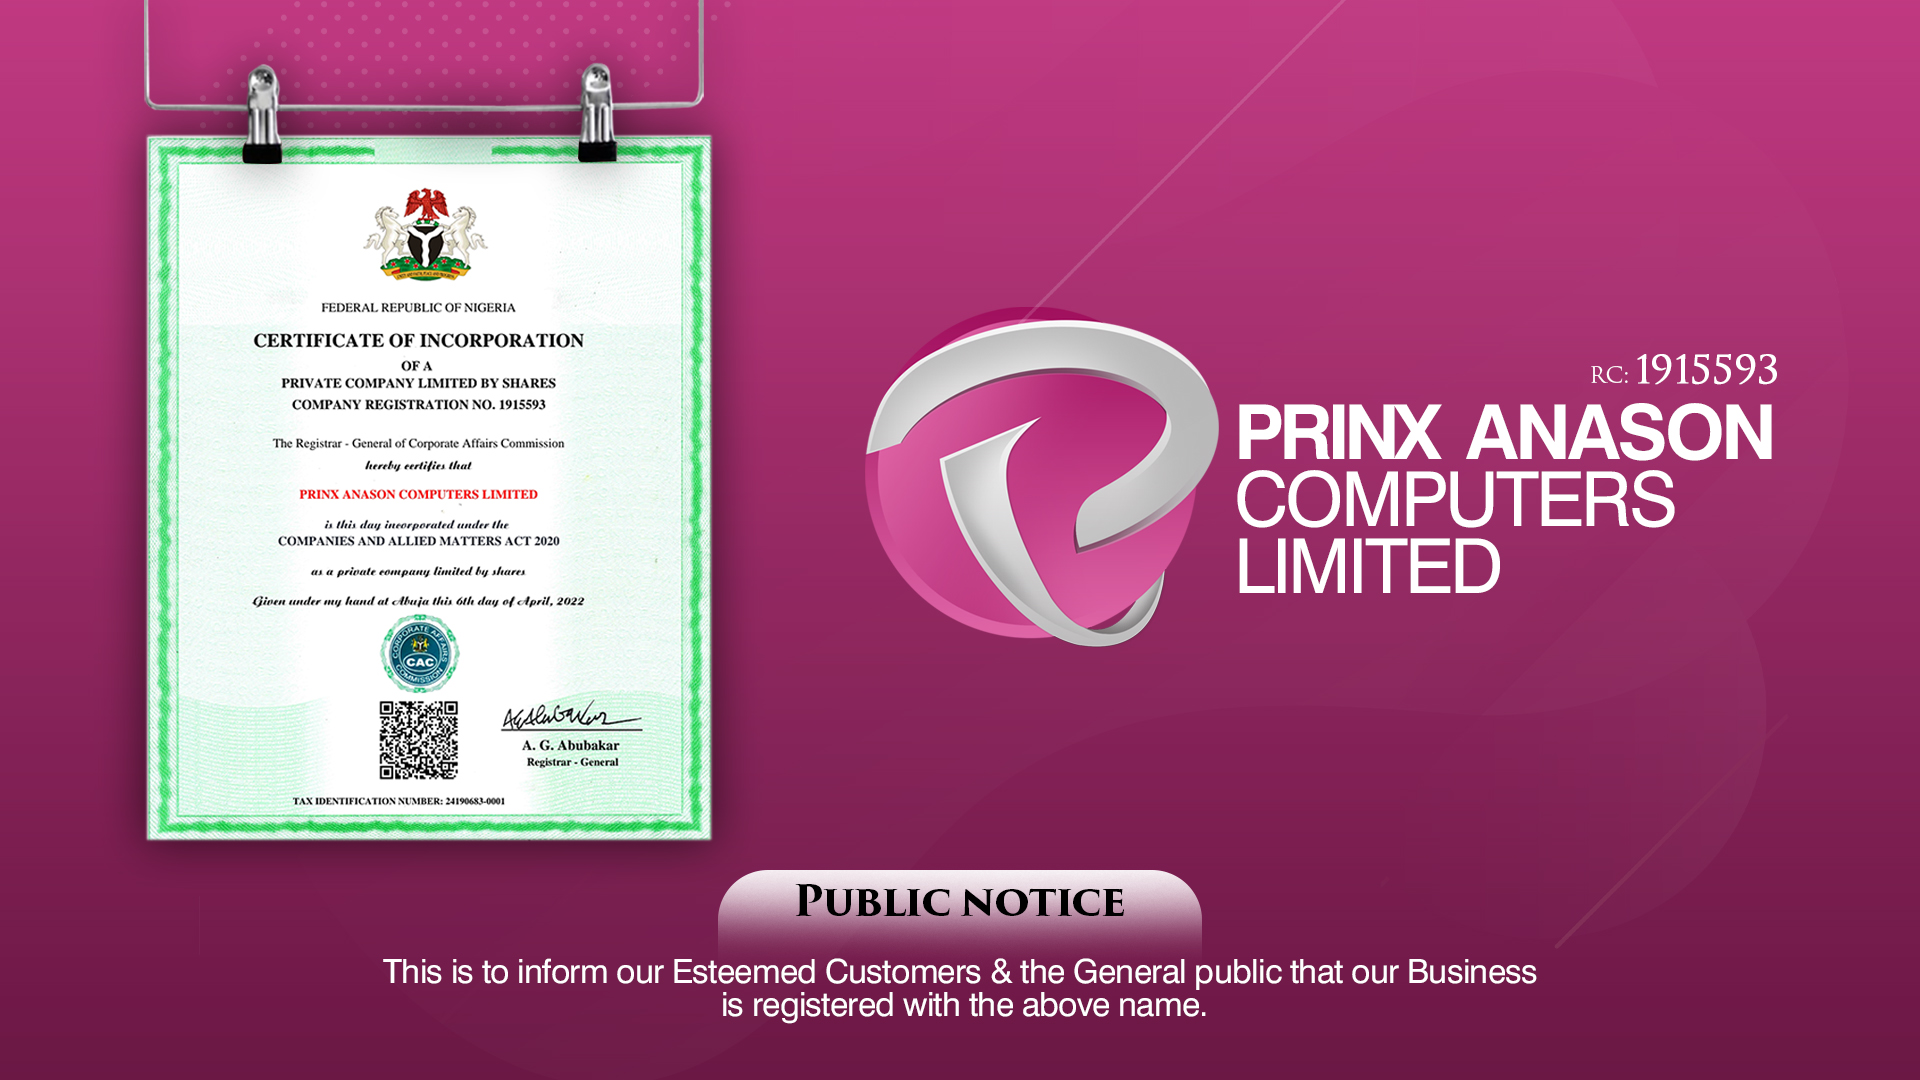 FEDERAL REPUBLIC OF NIGERIA
CERTIFICATE OF INCORPORATION
OF A
PRIVATE COMPANY LIMITED BY SHARES
COMPANY REGISTRATION NO. 1915593
The Registrar - General of Corporate Affairs Commission
hereby certifies that
PRINX ANASON COMPUTERS LIMITED
is this day incorporated under the
COMPANIES AND ALLIED MATTERS ACT 2020
as a private company limited by shares
Given under my hand at Abuja this 6th day of April, 2022
CORPORATE AFFAIRS
CAC
COMMISSION
A. G. Abubakar
Registrar - General
TAX IDENTIFICATION NUMBER: 24190683-0001
RC: 1915593
PRINX ANASON
COMPUTERS
LIMITED
PUBLIC NOTICE
This is to inform our Esteemed Customers & the General public that our Business
is registered with the above name.